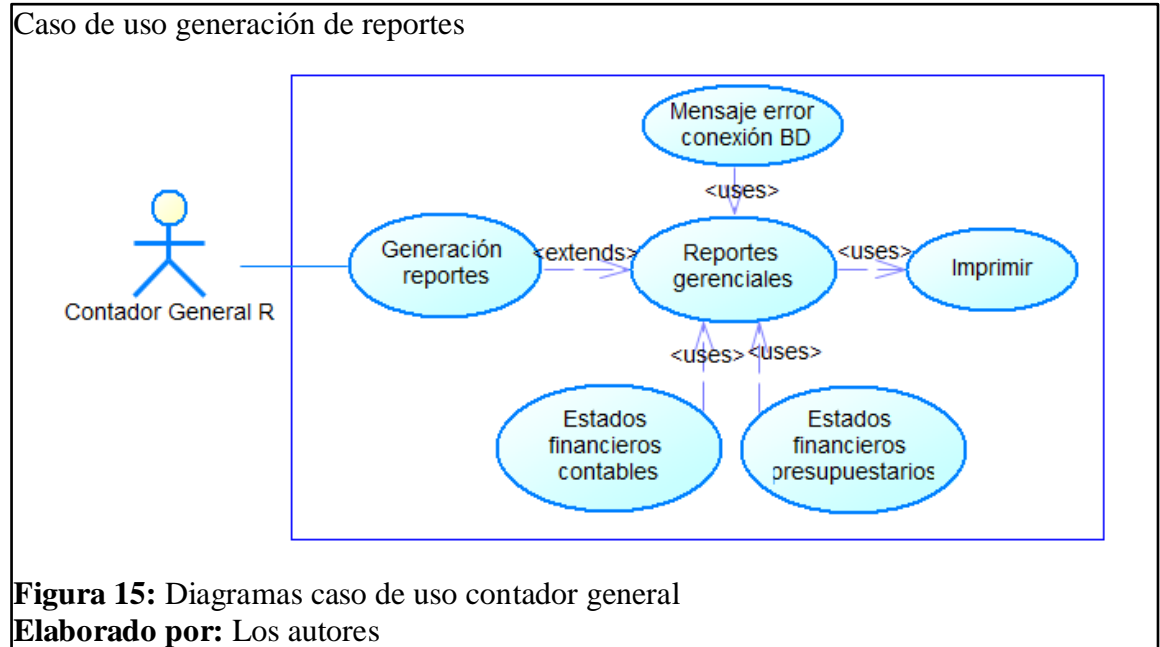 Caso de uso generación de reportes
Mensaje error
conexión BD
<uses>
Generación
reportes
<extends>
Reportes
gerenciales
<uses>
Imprimir
Contador General R
<uses>
<uses>
Estados
financieros
contables
Estados
financieros
presupuestarios
Figura 15: Diagramas caso de uso contador general
Elaborado por: Los autores